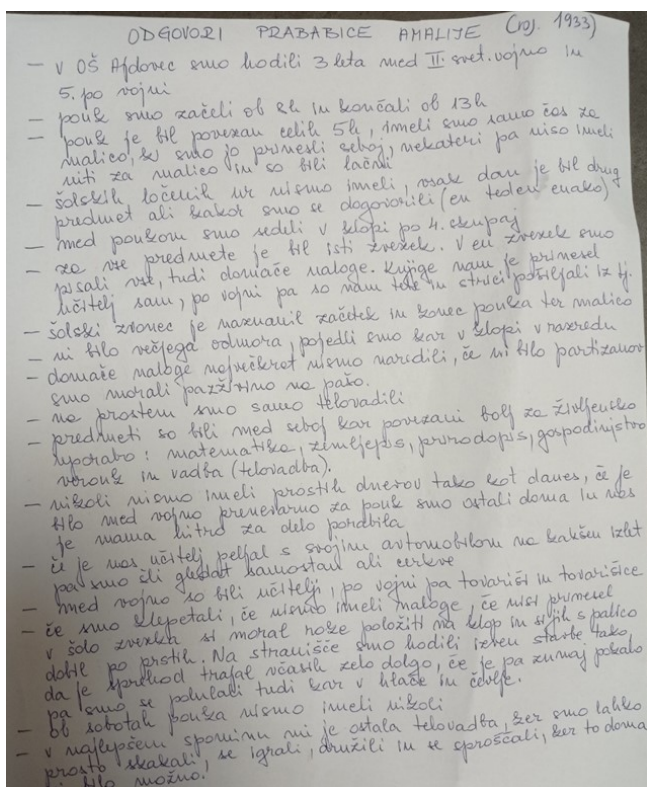 ODGOVORI PRABABICE AMALIJE (roj. 1933)
- v OŠ Ajdovec smo hodili 3 leta med II. svet. vojno in
5. po vojni
- pouk smo začeli ob 8h in končali ob 13h
- pouk je bil povezan celih 5h, imeli smo samo čas za
malico, ki smo jo prinesli seboj, nekateri pa niso imeli
niti za malico in so bili lačni
- šolskih ločenih ur nismo imeli, vsak dan je bil drug
predmet ali kakor smo se dogovorili (en teden enako)
- med poukom smo sedeli v klopi po 4. skupaj
- za vse predmete je bil isti zvezek. V en zvezek smo
pisali vse, tudi domače naloge. Knjige nam je prinesel
učitelj sam, po vojni pa so nam tete in strici pošiljali iz tj.
- šolski zvonec je naznanil začetek in konec pouka ter malico
- ni bilo večjega odmora, pojedli smo kar v klopi v razredu
- domače naloge največkrat nismo naredili, če ni bilo partizanov
smo morali pazživino na pašo.
- na prostem smo samo telovadili
- predmeti so bili med seboj kar povezani bolj za življensko
uporabo: matematika, zemljepis, prirodopis, gospodinjstvo
verouk in vadba (telovadba).
- nikoli nismo imeli prostih dnevov tako kot danes, če je
bilo med vojno prenevarno za pouk smo ostali doma in nas
je mama hitro za delo porabila
- če je nas učitelj peljal s svojim avtomobilom na kakšen izlet
pa smo šli gledat samostan ali cerkve
- med vojno so bili učitelji, po vojni pa tovariši in tovarišice
- če smo klepetali, če nismo imeli naloge, če nisi prinesel
v šolo zvezka si moral roke položiti na klop in si jih s palico
dobil po prstih. Na stranišče smo hodili izven stavbe tako,
da je sprehod trajal včasih zelo dolgo, če je pa zunaj pokalo
pa smo se polulali tudi kar v hlače in čevlje.
- ob sobotah pouka nismo imeli nikoli
- v najlepšem spominu mi je ostala telovadba, ker smo lahko
prosto skakali, se igrali, družili in se sproščali, ker to doma
bilo možno.